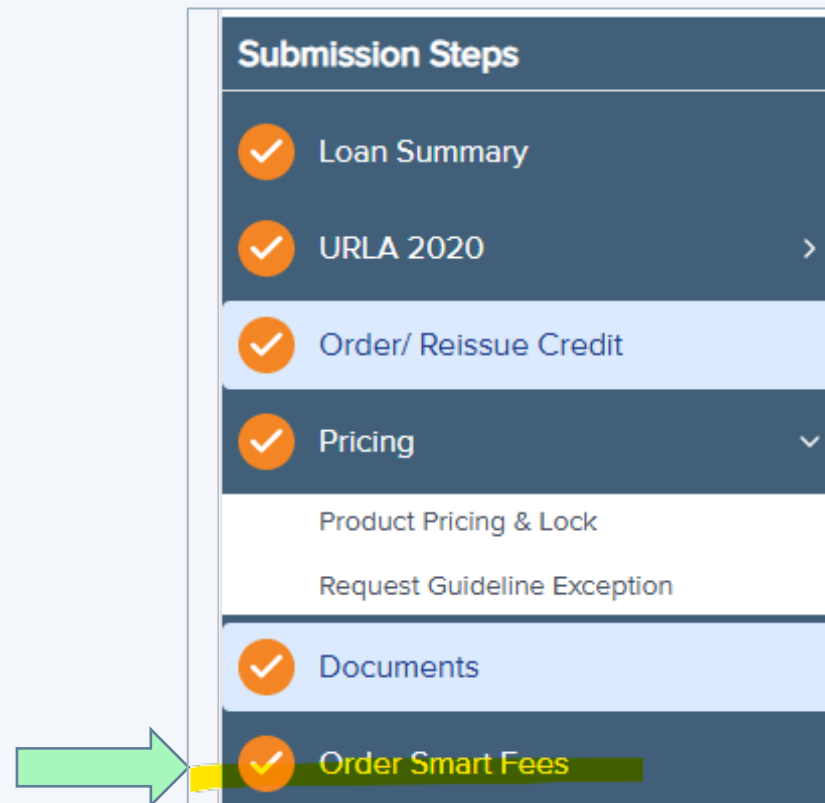 Submission Steps
Loan Summary
URLA 2020
Order/ Reissue Credit
Pricing
Product Pricing & Lock
Request Guideline Exception
Documents
Order Smart Fees